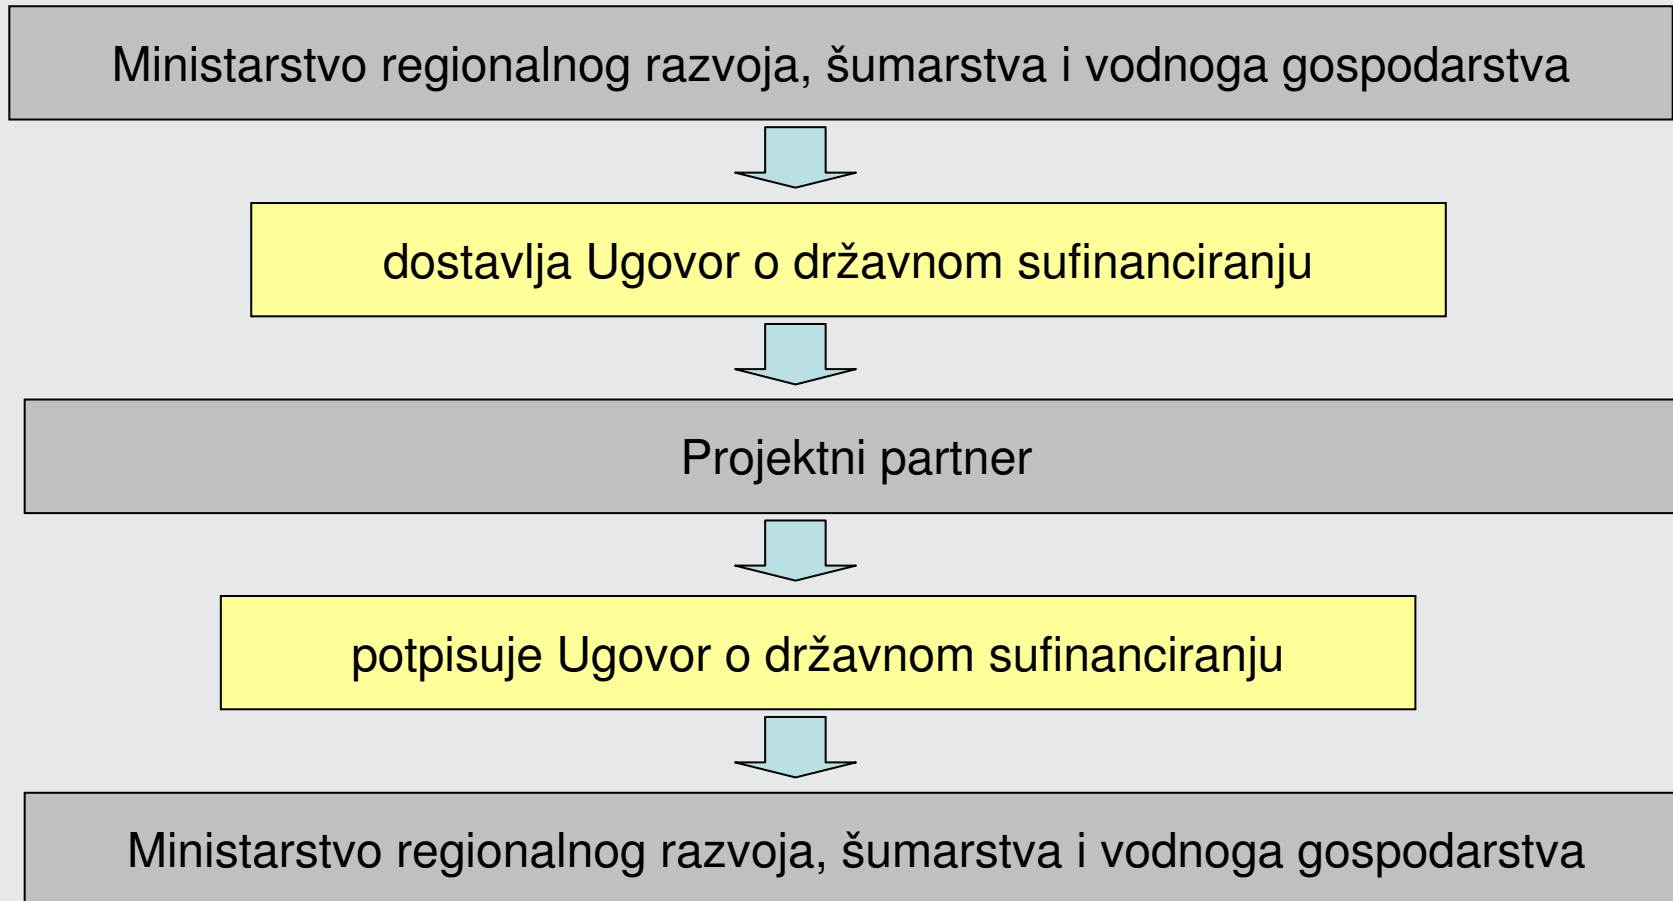 Ministarstvo regionalnog razvoja, šumarstva i vodnoga gospodarstva
dostavlja Ugovor o državnom sufinanciranju
Projektni partner
potpisuje Ugovor o državnom sufinanciranju
Ministarstvo regionalnog razvoja, šumarstva i vodnoga gospodarstva